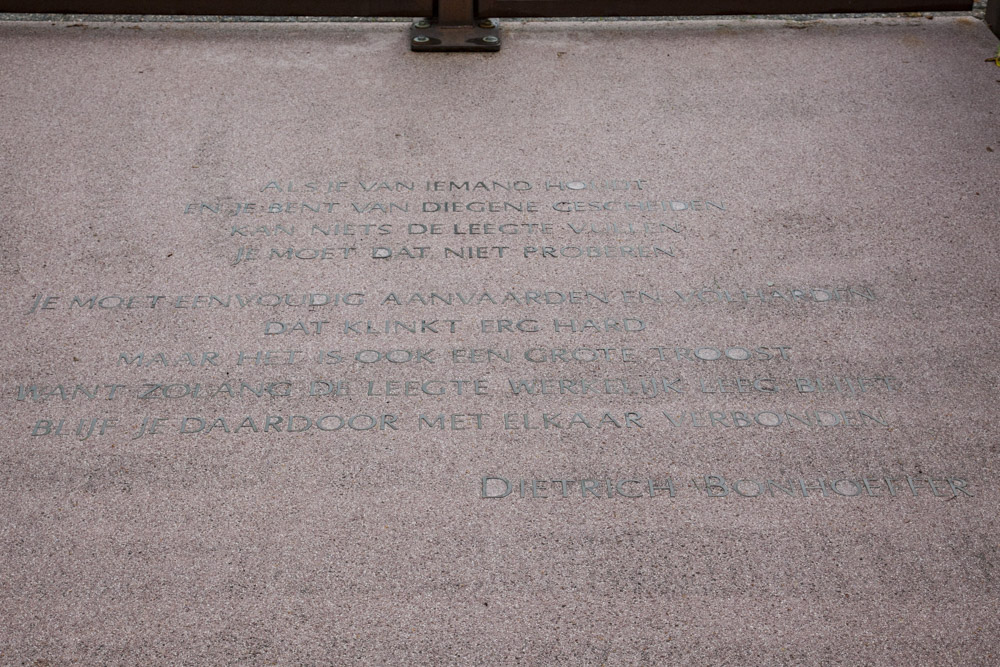 ALS JE VAN IEMAND HOUDT
EN JE BENT VAN DIEGENE GESCHEIDEN
KAN NIETS DE LEEGTE VULLEN
JE MOET DAT NIET PROBEREN
JE MOET EENVOUDIG AANVAARDEN EN VOLHARDEN
DAT KLINKT ERG HARD
MAAR HET IS OOK EEN GROTE TROOST
WANT ZOLANG DE LEEGTE WERKELIJK LEEG BLIJFT
BLIJF JE DAARDOOR MET ELKAAR VERBONDEN
DIETRICH BONHOEFFER